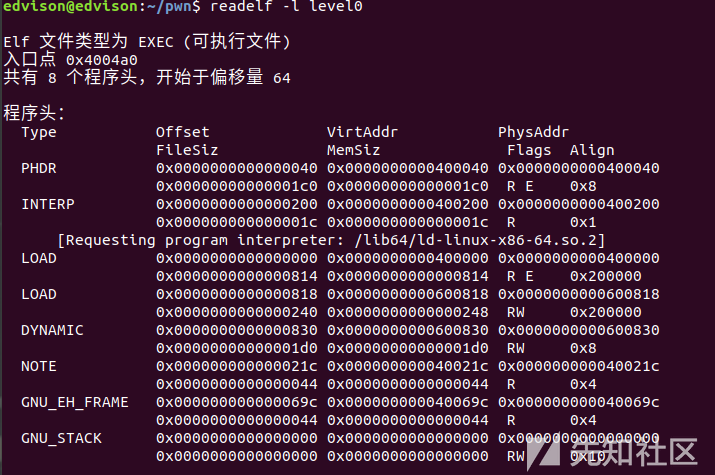 edvison@edvison:~/pwn$ readelf -l level0
Elf 文件类型为 EXEC (可执行文件)
入口点 0x4004a0
共有 8 个程序头，开始于偏移量 64
程序头：
Type Offset VirtAddr PhysAddr
FileSiz MemSiz Flags Align
PHDR 0x0000000000000040 0x0000000000400040 0x0000000000400040
0x00000000000001c0 0x00000000000001c0 R E 0x8
INTERP 0x0000000000000200 0x0000000000400200 0x0000000000400200
0x000000000000001c 0x000000000000001c R 0x1
[Requesting program interpreter: /lib64/ld-linux-x86-64.so.2]
LOAD 0x0000000000000000 0x0000000000400000 0x0000000000400000
0x0000000000000814 0x0000000000000814 R E 0x200000
LOAD 0x0000000000000818 0x0000000000600818 0x0000000000600818
0x0000000000000240 0x0000000000000248 RW 0x200000
DYNAMIC 0x0000000000000830 0x0000000000600830 0x0000000000600830
0x00000000000001d0 0x00000000000001d0 RW 0x8
NOTE 0x000000000000021c 0x000000000040021c 0x000000000040021c
0x0000000000000044 0x0000000000000044 R 0x4
GNU_EH_FRAME 0x000000000000069c 0x000000000040069c 0x000000000040069c
0x0000000000000044 0x0000000000000044 R 0x4
GNU_STACK 0x0000000000000000 0x0000000000000000 0x0000000000000000
0x0000000000000000 0x0000000000000000 RW 0x10
先知社区